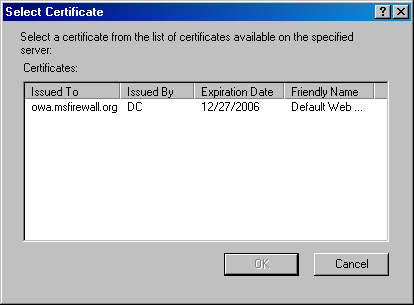 Select Certificate
Select a certificate from the list of certificates available on the specified
server:
Certificates:
Issued To Issued By Expiration Date Friendly Name
owa.msfirewall.org DC 12/27/2006 Default Web ...
OK Cancel